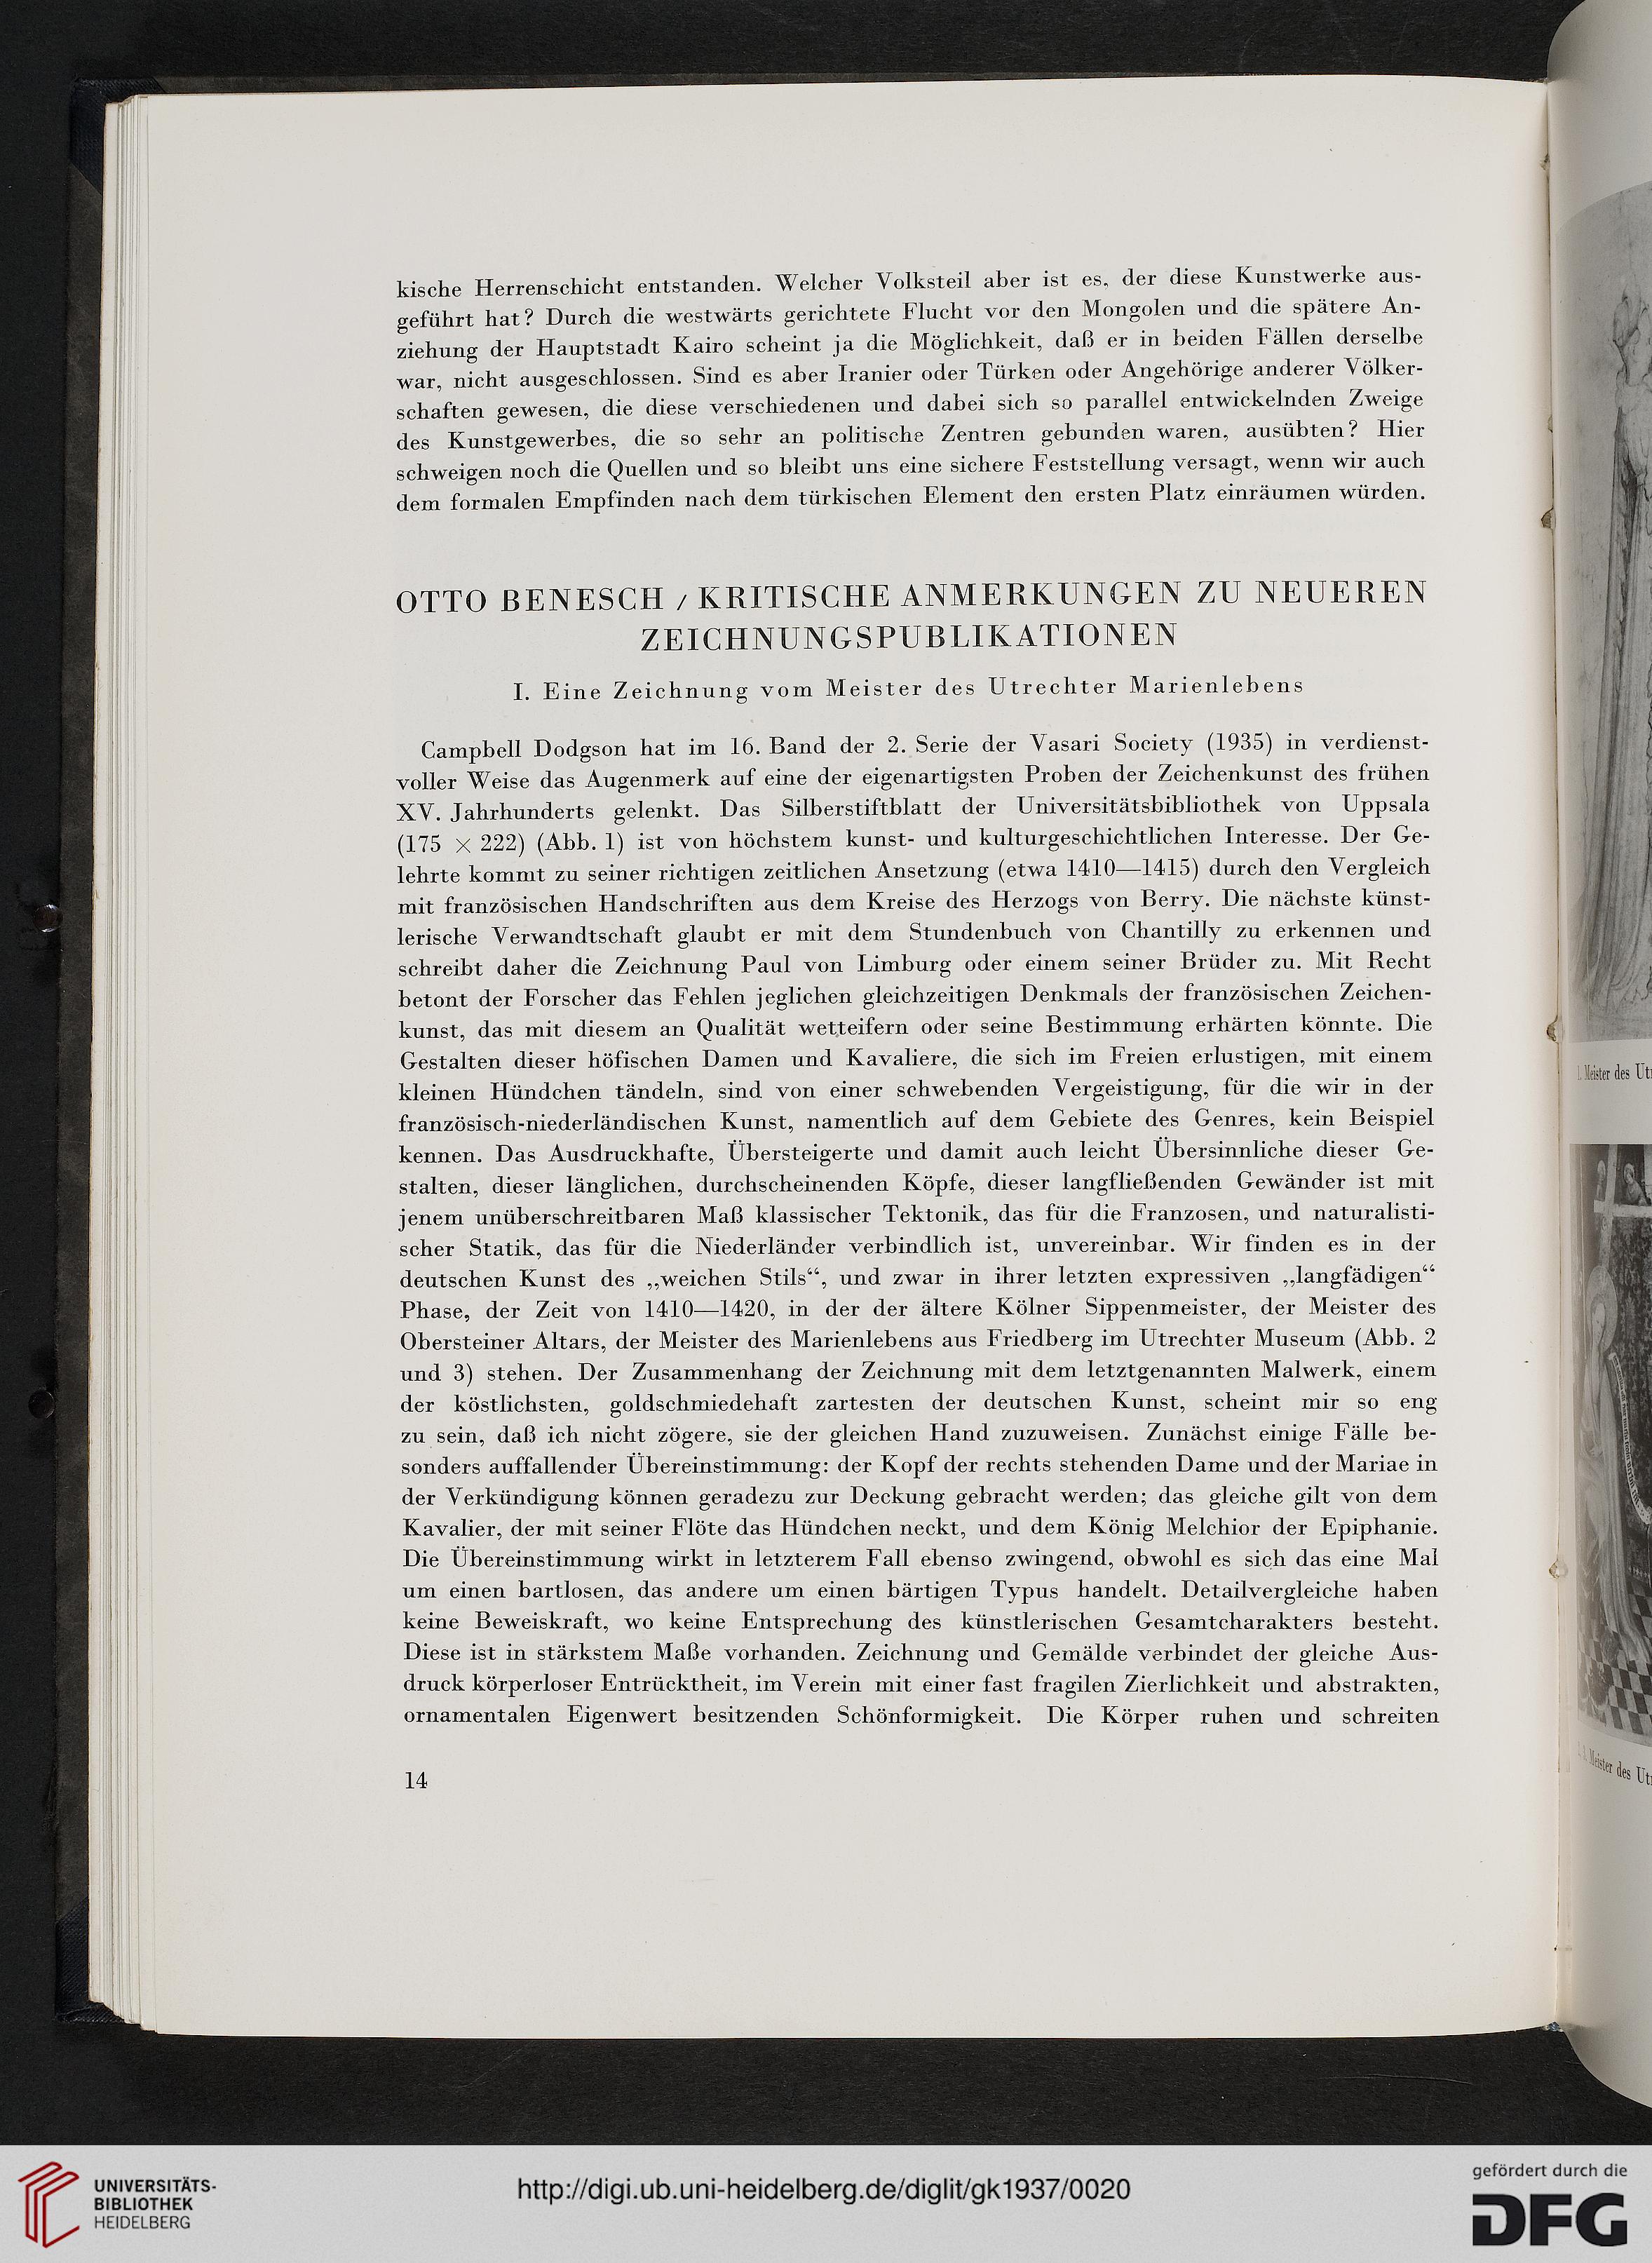 kische Herrenschicht entstanden. Welcher Volksteil aber ist es, der diese Kunstwerke aus-
geführt hat? Durch die westwärts gerichtete Flucht vor den Mongolen und die spätere An-
ziehung der Hauptstadt Kairo scheint ja die Möglichkeit, daß er in beiden Fällen derselbe
war, nicht ausgeschlossen. Sind es aber Iranier oder Türken oder Angehörige anderer Völker-
schaften gewesen, die diese verschiedenen und dabei sich so parallel entwickelnden Zweige
des Kunstgewerbes, die so sehr an politische Zentren gebunden waren, ausübten? Hier
schweigen noch die Quellen und so bleibt uns eine sichere Feststellung versagt, wenn wir auch
dem formalen Empfinden nach dem türkischen Element den ersten Platz einräumen würden.
OTTO BENESCH / KRITISCHE ANMERKUNGEN ZU NEUEREN
ZEICHNUNGSPUBLIKATIONEN
I. Eine Zeichnung vom Meister des Utrechter Marienlebens
Campbell Dodgson hat im 16. Band der 2. Serie der Vasari Society (1935) in verdienst-
voller Weise das Augenmerk auf eine der eigenartigsten Proben der Zeichenkunst des frühen
XV. Jahrhunderts gelenkt. Das Silberstiftblatt der Universitätsbibliothek von Uppsala
(175 × 222) (Abb. 1) ist von höchstem kunst- und kulturgeschichtlichen Interesse. Der Ge-
lehrte kommt zu seiner richtigen zeitlichen Ansetzung (etwa 1410—1415) durch den Vergleich
mit französischen Handschriften aus dem Kreise des Herzogs von Berry. Die nächste künst-
lerische Verwandtschaft glaubt er mit dem Stundenbuch von Chantilly zu erkennen und
schreibt daher die Zeichnung Paul von Limburg oder einem seiner Brüder zu. Mit Recht
betont der Forscher das Fehlen jeglichen gleichzeitigen Denkmals der französischen Zeichen-
kunst, das mit diesem an Qualität wetteifern oder seine Bestimmung erhärten könnte. Die
Gestalten dieser höfischen Damen und Kavaliere, die sich im Freien erlustigen, mit einem
kleinen Hündchen tändeln, sind von einer schwebenden Vergeistigung, für die wir in der
französisch-niederländischen Kunst, namentlich auf dem Gebiete des Genres, kein Beispiel
kennen. Das Ausdruckhafte, Übersteigerte und damit auch leicht Übersinnliche dieser Ge-
stalten, dieser länglichen, durchscheinenden Köpfe, dieser langfließenden Gewänder ist mit
jenem unüberschreitbaren Maß klassischer Tektonik, das für die Franzosen, und naturalisti-
scher Statik, das für die Niederländer verbindlich ist, unvereinbar. Wir finden es in der
deutschen Kunst des „weichen Stils“, und zwar in ihrer letzten expressiven „langfädigen“
Phase, der Zeit von 1410—1420, in der der ältere Kölner Sippenmeister, der Meister des
Obersteiner Altars, der Meister des Marienlebens aus Friedberg im Utrechter Museum (Abb. 2
und 3) stehen. Der Zusammenhang der Zeichnung mit dem letztgenannten Malwerk, einem
der köstlichsten, goldschmiedehaft zartesten der deutschen Kunst, scheint mir so eng
zu sein, daß ich nicht zögere, sie der gleichen Hand zuzuweisen. Zunächst einige Fälle be-
sonders auffallender Übereinstimmung: der Kopf der rechts stehenden Dame und der Mariae in
der Verkündigung können geradezu zur Deckung gebracht werden; das gleiche gilt von dem
Kavalier, der mit seiner Flöte das Hündchen neckt, und dem König Melchior der Epiphanie.
Die Übereinstimmung wirkt in letzterem Fall ebenso zwingend, obwohl es sich das eine Mal
um einen bartlosen, das andere um einen bärtigen Typus handelt. Detailvergleiche haben
keine Beweiskraft, wo keine Entsprechung des künstlerischen Gesamtcharakters besteht.
Diese ist in stärkstem Maße vorhanden. Zeichnung und Gemälde verbindet der gleiche Aus-
druck körperloser Entrücktheit, im Verein mit einer fast fragilen Zierlichkeit und abstrakten,
ornamentalen Eigenwert besitzenden Schönformigkeit. Die Körper ruhen und schreiten
14
1. Meister des Ut
Meister des Ut
UNIVERSITÄTS-
BIBLIOTHEK
HEIDELBERG
http://digi.ub.uni-heidelberg.de/diglit/gk1937/0020
gefördert durch die
DFG